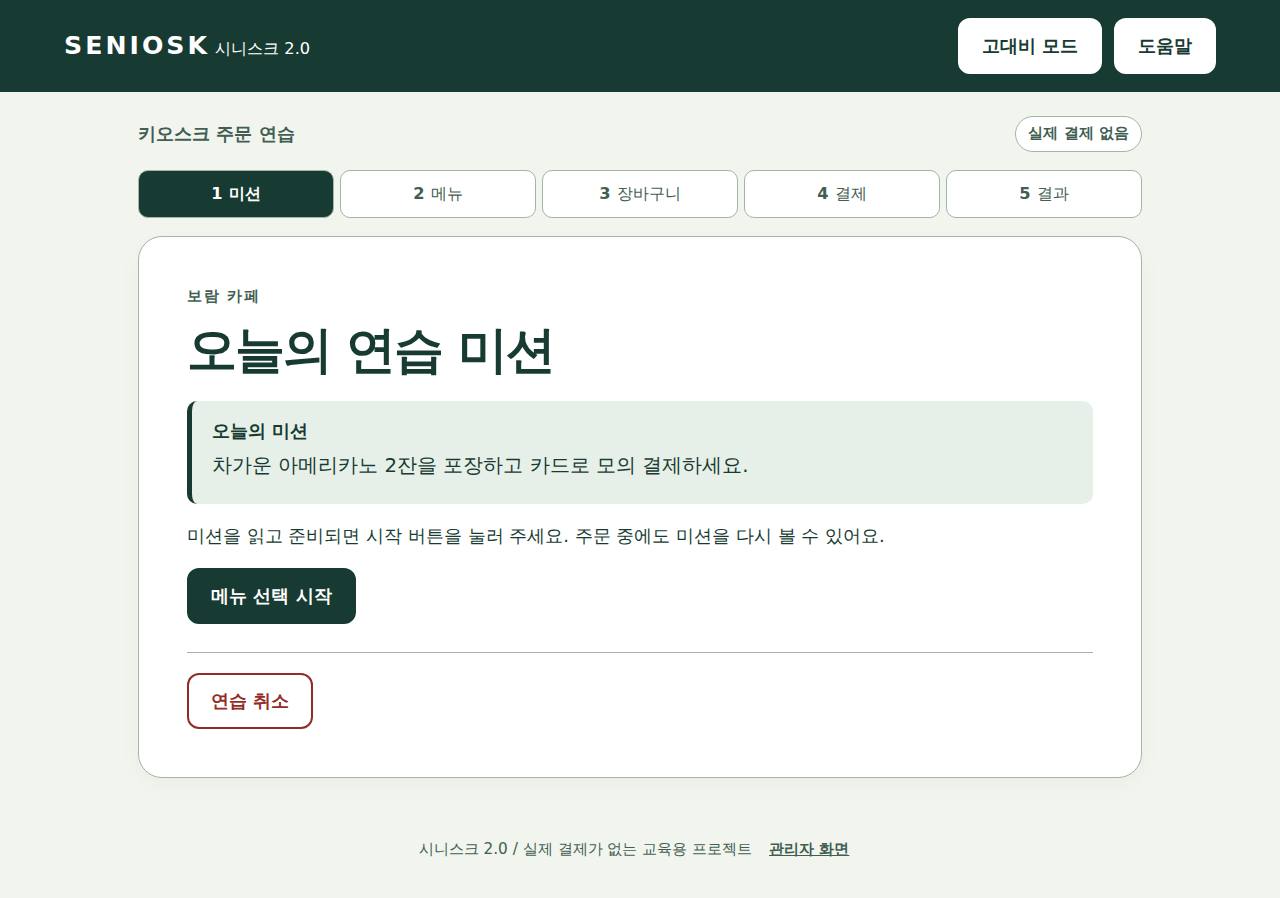 SENIOSK 시니스크 2.0
고대비 모드
도움말
키오스크 주문 연습
실제 결제 없음
1 미션
2 메뉴
3 장바구니
4 결제
5 결과
보람 카페
오늘의 연습 미션
오늘의 미션
차가운 아메리카노 2잔을 포장하고 카드로 모의 결제하세요.
미션을 읽고 준비되면 시작 버튼을 눌러 주세요. 주문 중에도 미션을 다시 볼 수 있어요.
메뉴 선택 시작
연습 취소
시니스크 2.0 / 실제 결제가 없는 교육용 프로젝트 관리자 화면